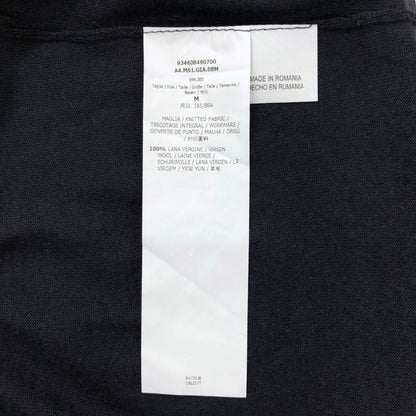 934608490700
A4.MS1.GIA.08M
Taglia / Size / Taille / Größe / Talla / Tamanho /
Beden /
M
165/88A
MAGLIA / KNITTED FABRIC /
TRICOTAGE INTEGRAL / WIRKWARE /
GENEROS DE PUNTO / MALHA / ÖRGÜ
100% LANA VERGINE / VIRGIN
WOOL / LAINE VIERGE /
SCHURWOLLE / LANA VIRGEN / LÃ
VIRGEM / YENİ YÜN / 羊毛
MADE IN ROMANIA
HECHO EN RUMANIA